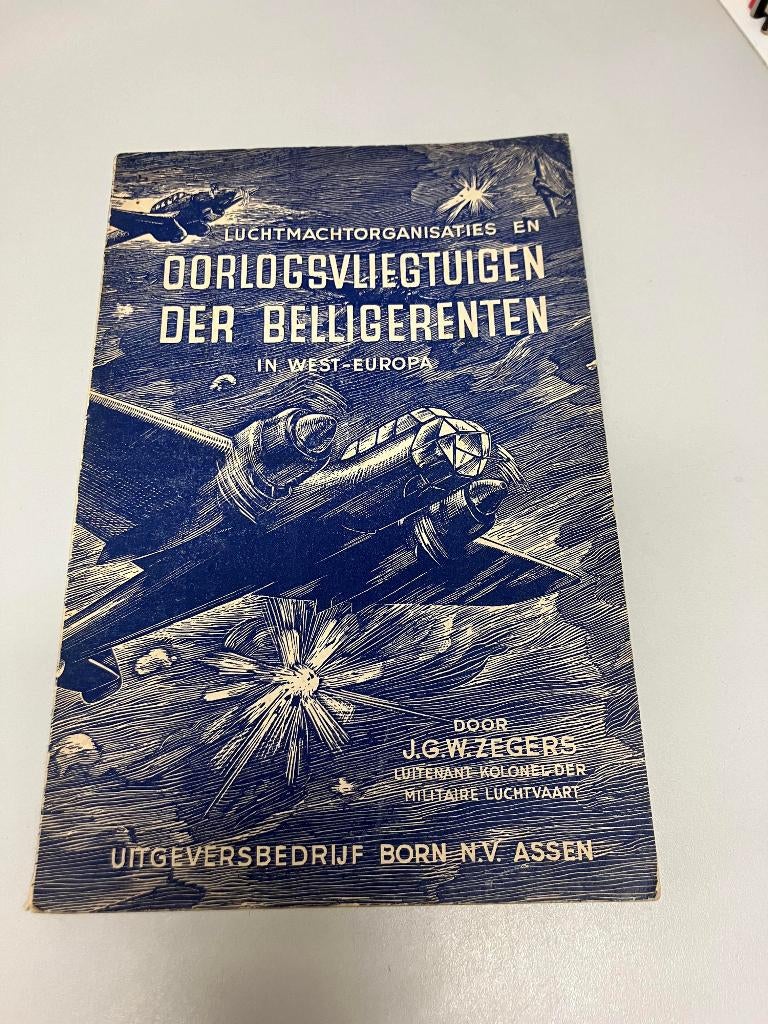 LUCHTMACHTORGANISATIES EN
OORLOGSVLIEGTUIGEN
DER BELLIGERENTEN
IN WEST-EUROPA
DOOR
J.G.W. ZEGERS
LUITENANT-KOLONEL DER
MILITAIRE LUCHTVAART
UITGEVERSBEDRIJF BORN N.V. ASSEN